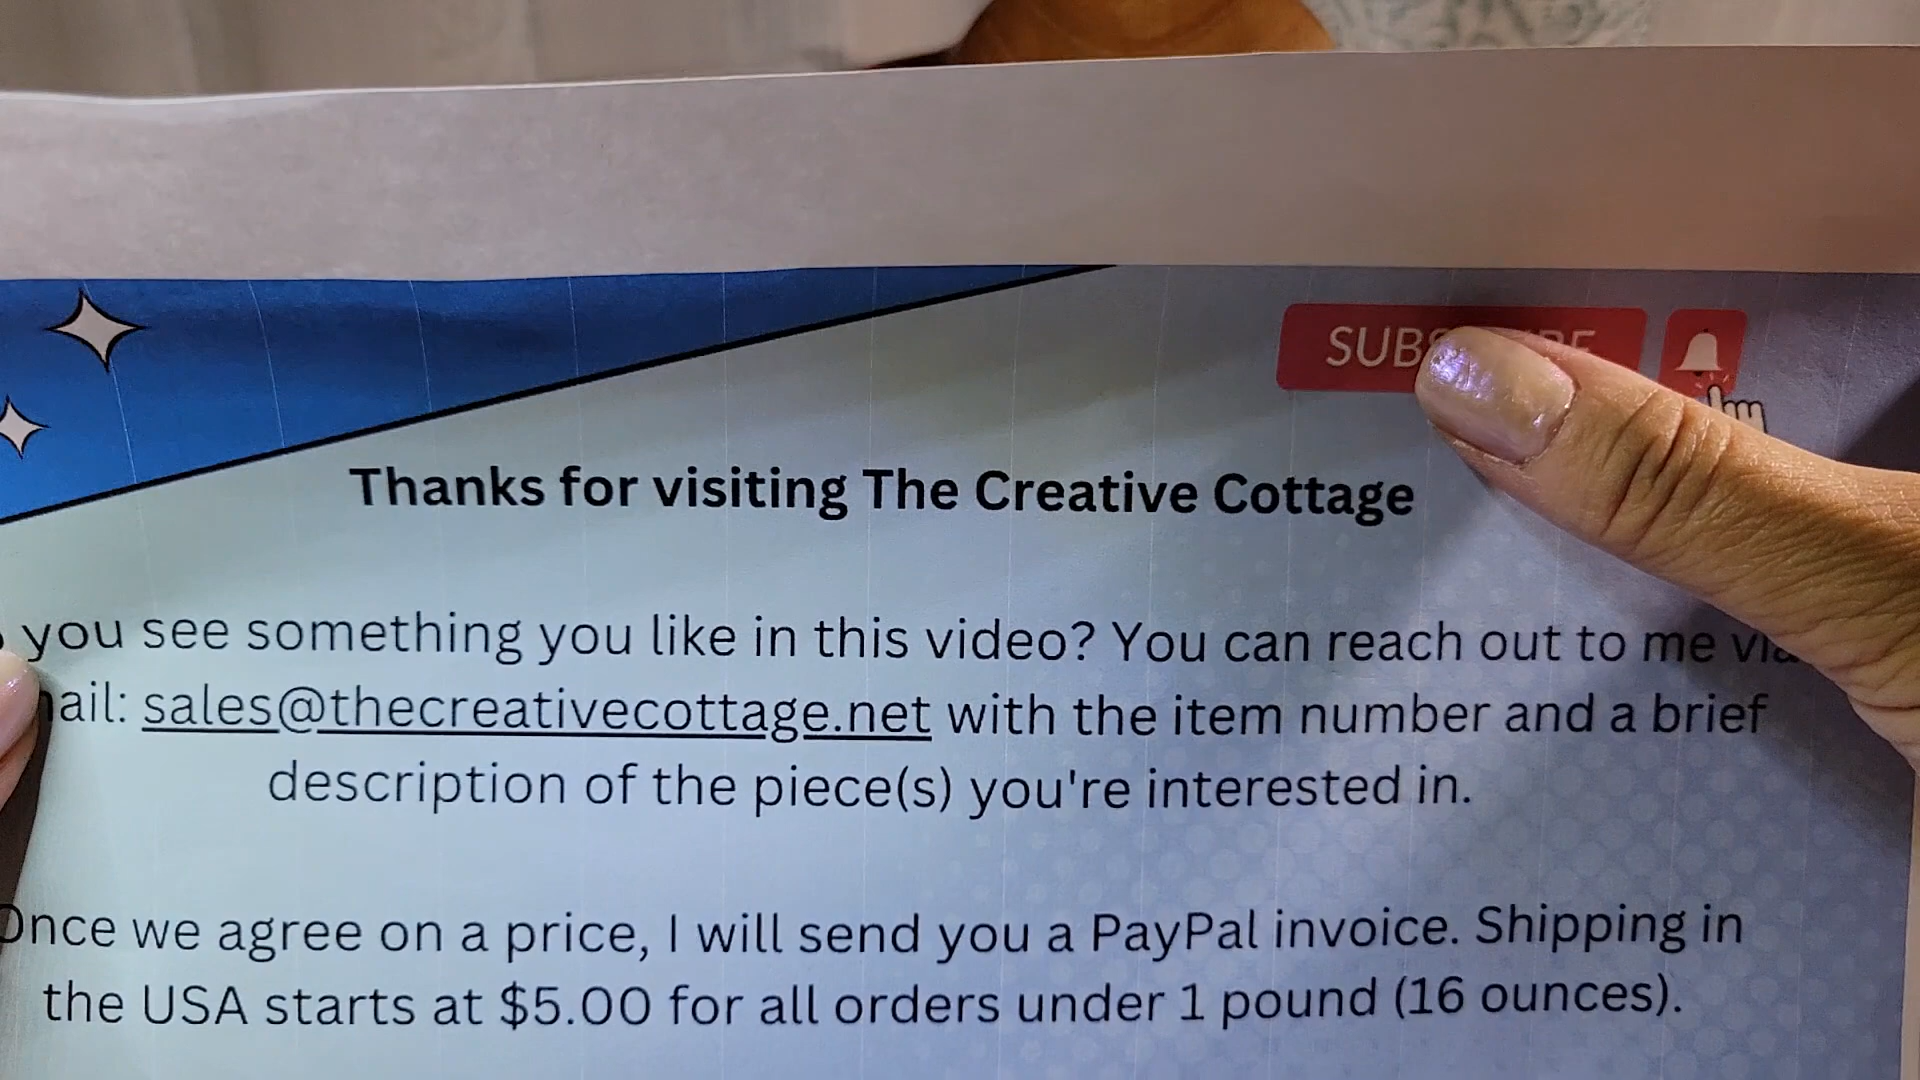 Thanks for visiting The Creative Cottage
you see something you like in this video? You can reach out to me via
sales@thecreativecottage.net with the item number and a brief
description of the piece(s) you're interested in.
Once we agree on a price, I will send you a PayPal invoice. Shipping in
the USA starts at $5.00 for all orders under 1 pound (16 ounces).